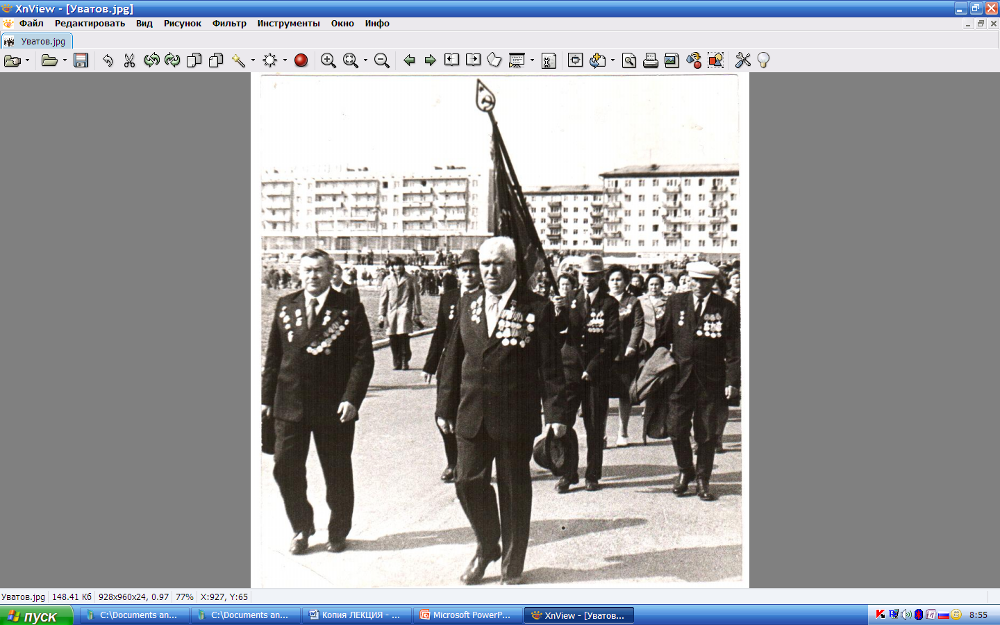 XnView - [Уватов.jpg]
Файл Редактировать Вид Рисунок Фильтр Инструменты Окно Инфо
Уватов.jpg
Уватов.jpg 148.41 Кб 928x960x24, 0.97 77% X:927, Y:65
пуск C:\Documents an... C:\Documents an... Копия ЛЕКЦИЯ - ... Microsoft PowerP... XnView - [Уватов... 8:55